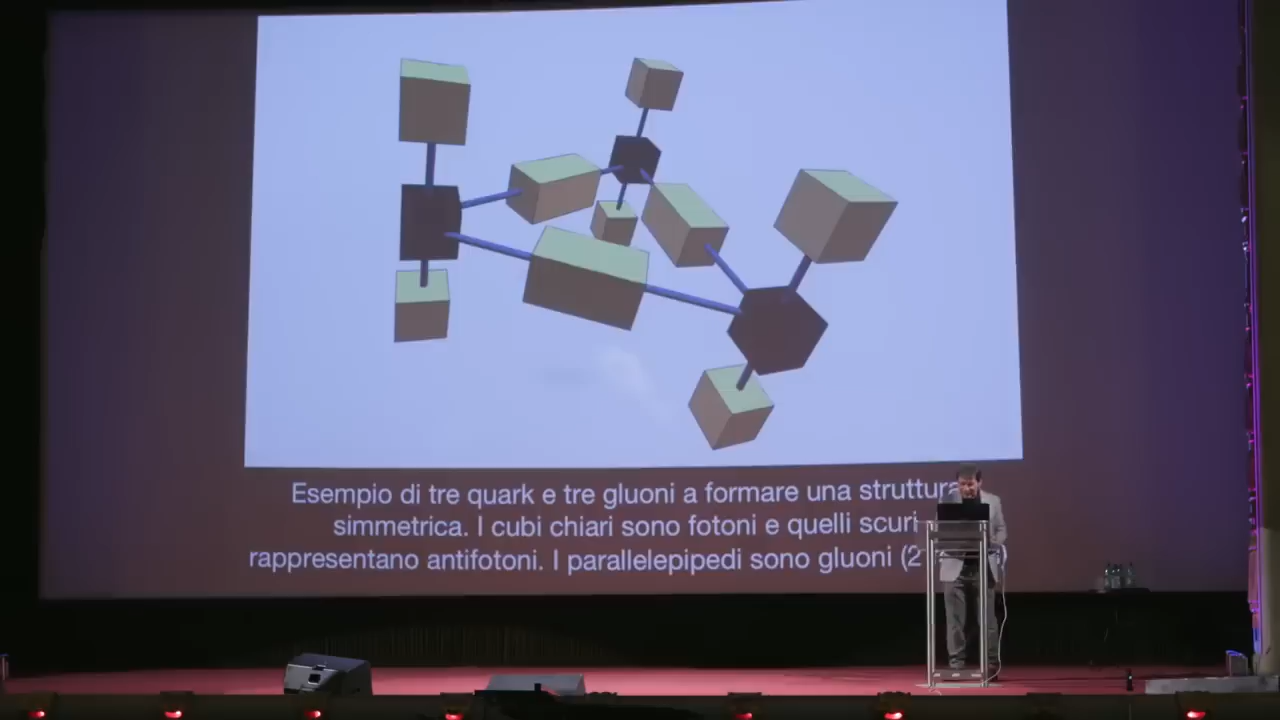 Esempio di tre quark e tre gluoni a formare una struttura
simmetrica. I cubi chiari sono fotoni e quelli scuri
rappresentano antifotoni. I parallelepipedi sono gluoni (2